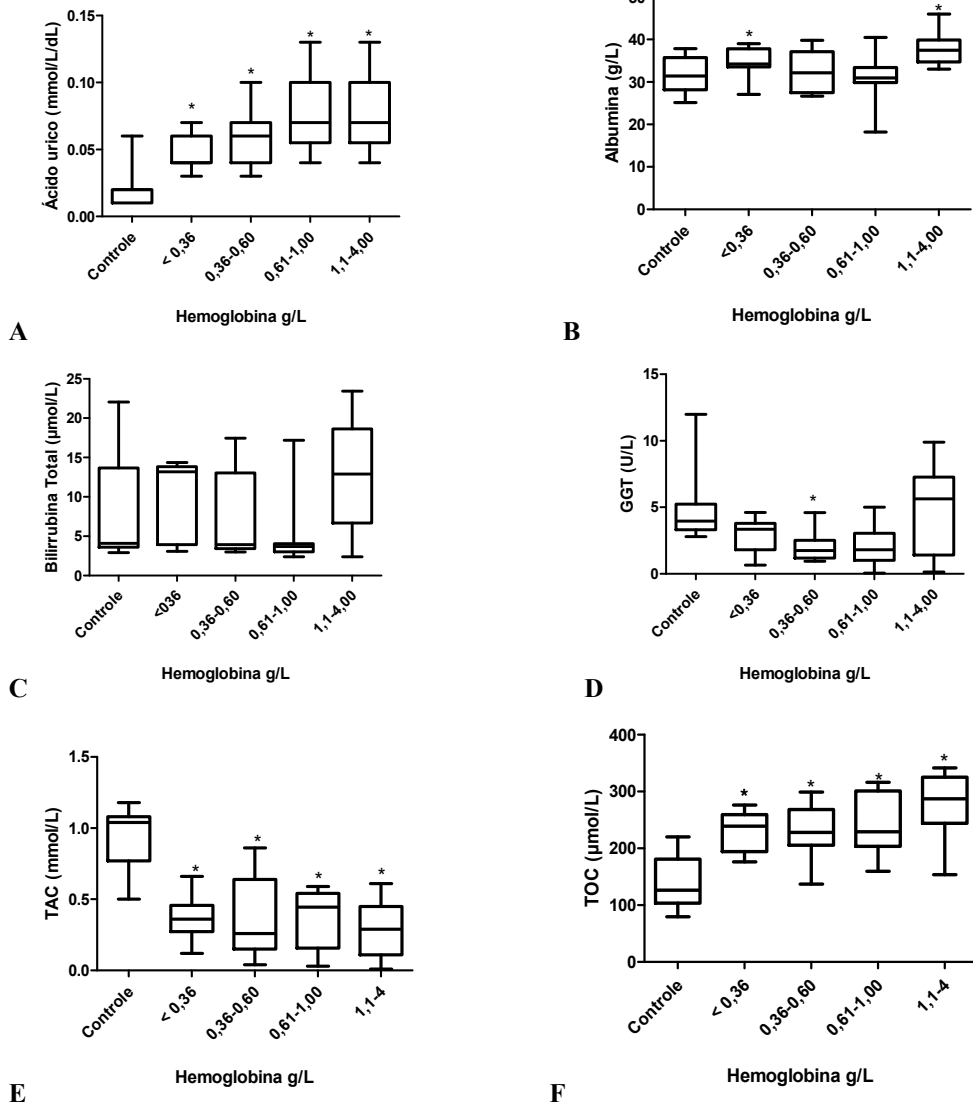 Ácido urico (mmol/L/dL)
0.15
0.10
0.05
0.00
*
*
*
*
Controle
< 0,36
0,36-0,60
0,61-1,00
1,1-4,00
Hemoglobina g/L
A
Albumina (g/L)
40
30
20
10
0
*
*
Controle
<0,36
0,36-0,60
0,61-1,00
1,1-4,00
Hemoglobina g/L
B
Bilirrubina Total (µmol/L)
25
20
15
10
5
0
Controle
<036
0,36-0,60
0,61-1,00
1,1-4,00
Hemoglobina g/L
C
GGT (U/L)
15
10
5
0
*
Controle
<0,36
0,36-0,60
0,61-1,00
1,1-4,00
Hemoglobina g/L
D
TAC (mmol/L)
1.5
1.0
0.5
0.0
*
*
*
*
Controle
< 0,36
0,36-0,60
0,61-1,00
1,1-4
Hemoglobina g/L
E
TOC (µmol/L)
400
300
200
100
0
*
*
*
*
Controle
< 0,36
0,36-0,60
0,61-1,00
1,1-4
Hemoglobina g/L
F